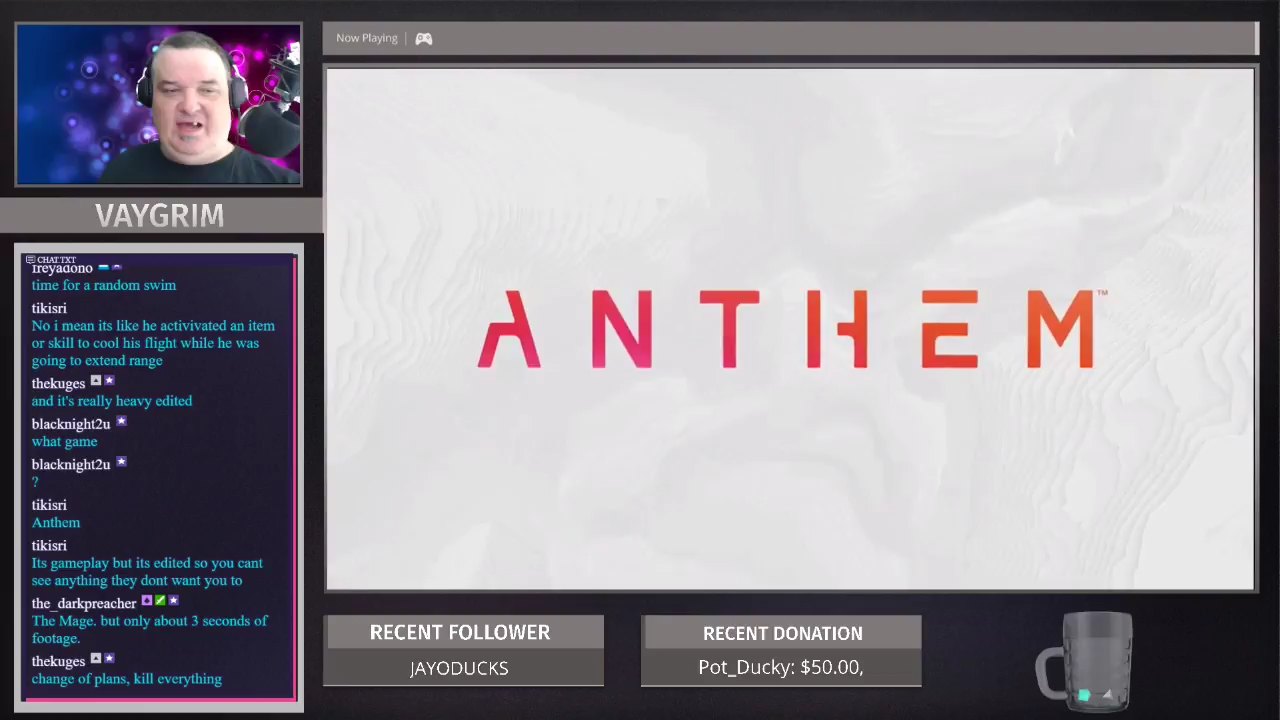 Now Playing
ANTHEM™
VAYGRIM
CHAT.TXT
freyadono
time for a random swim
tikisri
No i mean its like he activivated an item
or skill to cool his flight while he was
going to extend range
thekuges
and it's really heavy edited
blacknight2u
what game
blacknight2u
?
tikisri
Anthem
tikisri
Its gameplay but its edited so you cant
see anything they dont want you to
the_darkpreacher
The Mage. but only about 3 seconds of
footage.
thekuges
change of plans, kill everything
RECENT FOLLOWER
JAYODUCKS
RECENT DONATION
Pot_Ducky: $50.00,